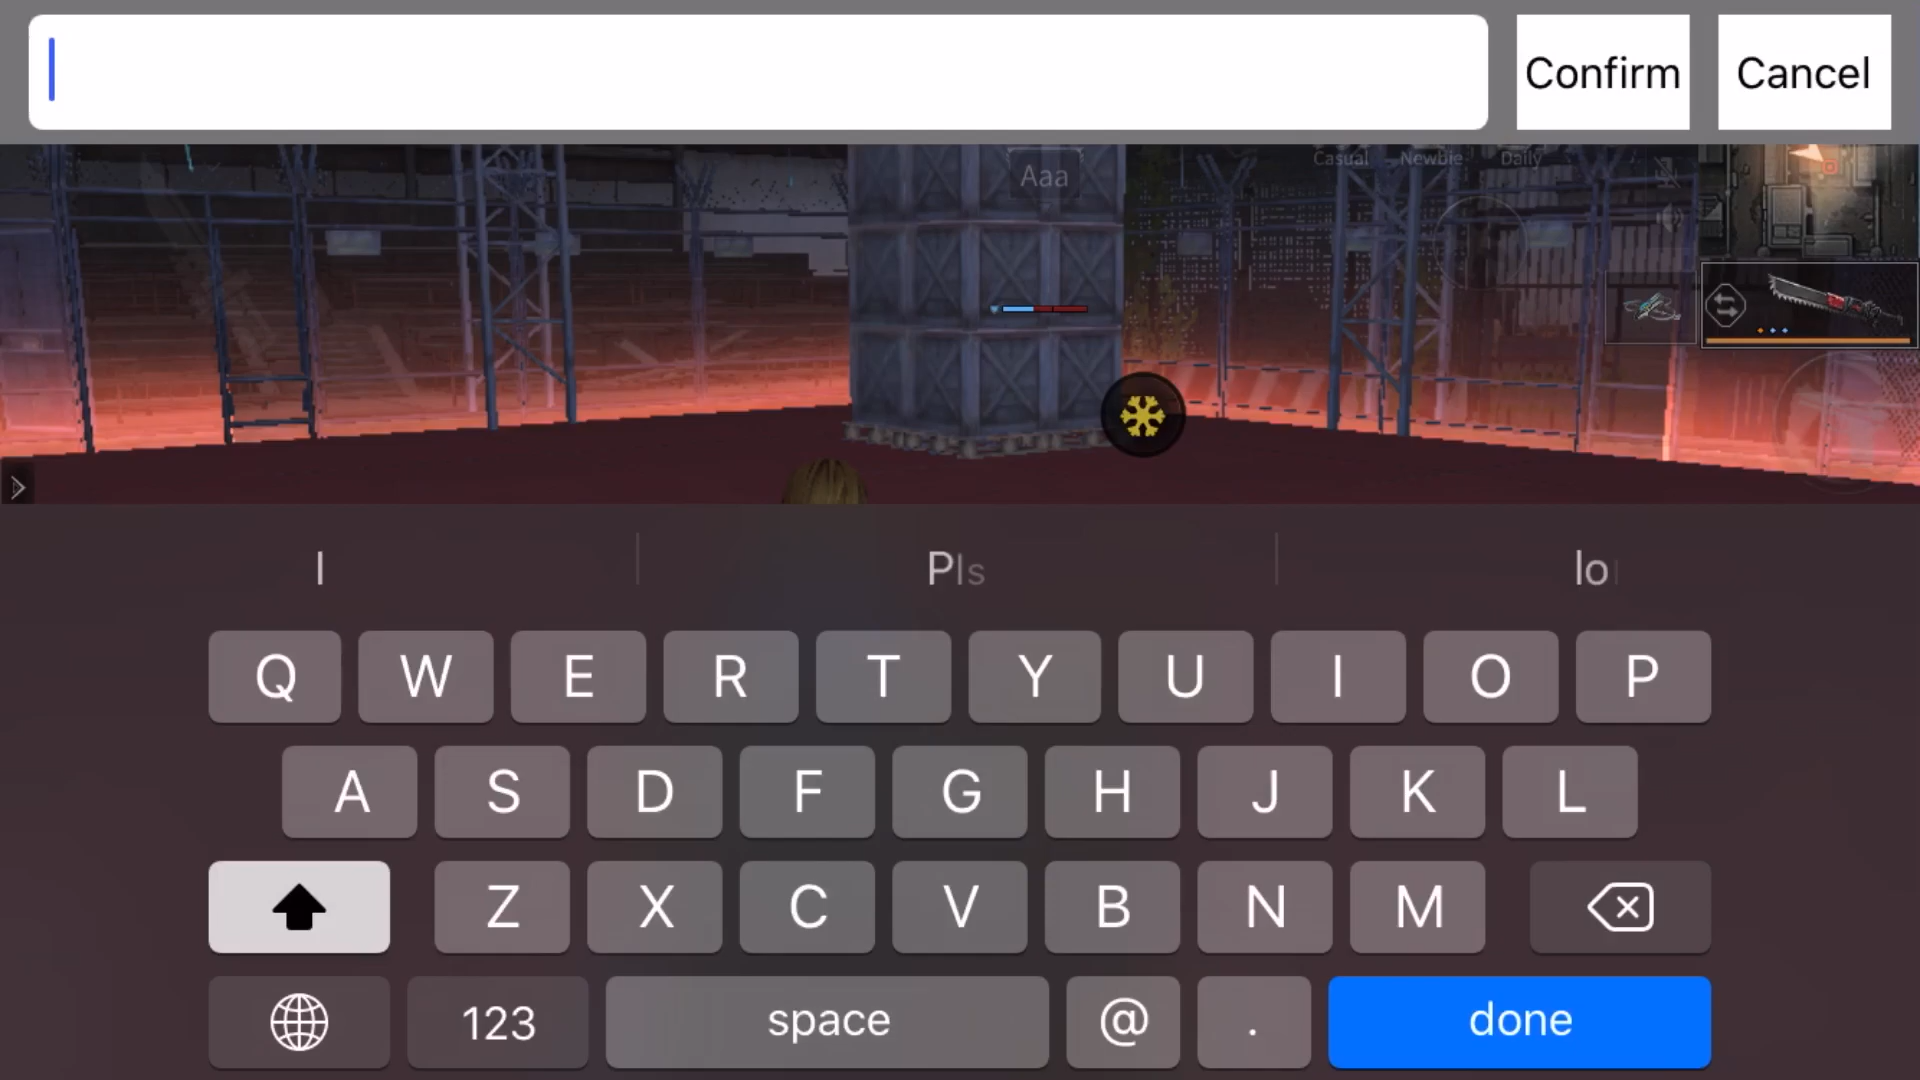 Confirm Cancel
Casual Newbie Daily
Aaa
I Pls lo
Q W E R T Y U I O P
A S D F G H J K L
Z X C V B N M
123 space @ . done